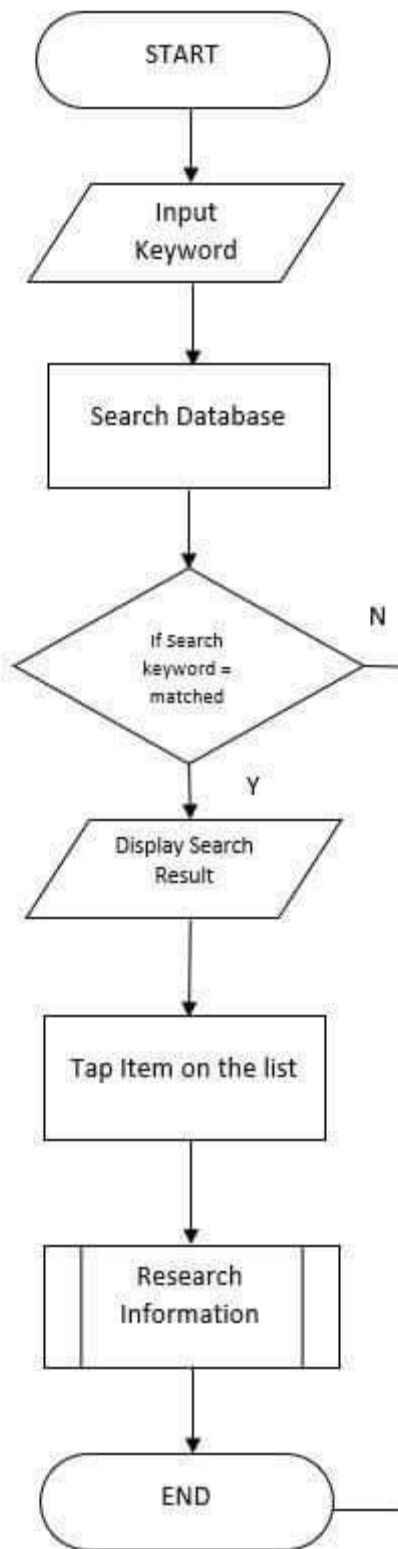 START
Input
Keyword
Search Database
If Search
keyword =
matched
N
Y
Display Search
Result
Tap Item on the list
Research
Information
END